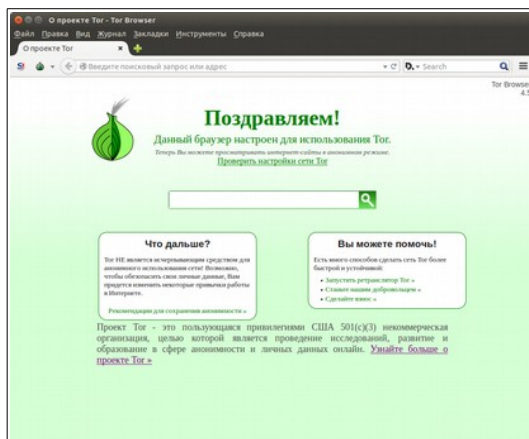 О проекте Tor - Tor Browser
Файл Правка Вид Журнал Закладки Инструменты Справка
О проекте Tor
Введите поисковый запрос или адрес
Search
Tor Browser
4.5
Поздравляем!
Данный браузер настроен для использования Tor.
Теперь Вы можете просматривать интернет-сайты в анонимном режиме.
Проверить настройки сети Tor
Что дальше?
Tor НЕ является исчерпывающим средством для
анонимного использования сети! Возможно,
чтобы обезопасить свои личные данные, Вам
придется изменить некоторые привычки работы
в Интернете.
Рекомендации для сохранения анонимности »
Вы можете помочь!
Есть много способов сделать сеть Tor более
быстрой и устойчивой:
• Запустить ретранслятор Tor »
• Станьте нашим добровольцем »
• Сделайте взнос »
Проект Tor - это пользующаяся привилегиями США 501(c)(3) некоммерческая
организация, целью которой является проведение исследований, развитие и
образование в сфере анонимности и личных данных онлайн. Узнайте больше о
проекте Tor »